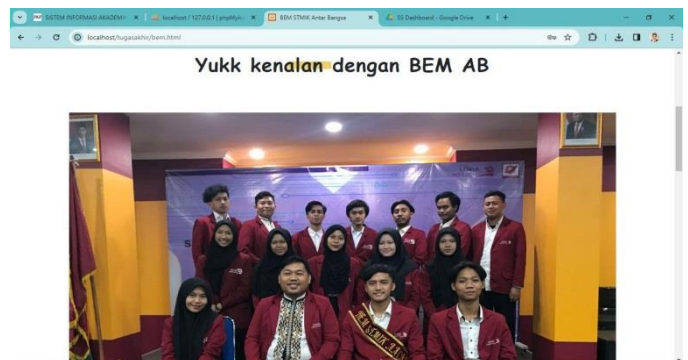 SISTEM INFORMASI AKADEMI
localhost / 127.0.0.1 | phpMyA
BEM STMIK Antar Bangsa
SS Dashboard - Google Drive
localhost/tugasakhir/bem.html
Yukk kenalan dengan BEM AB